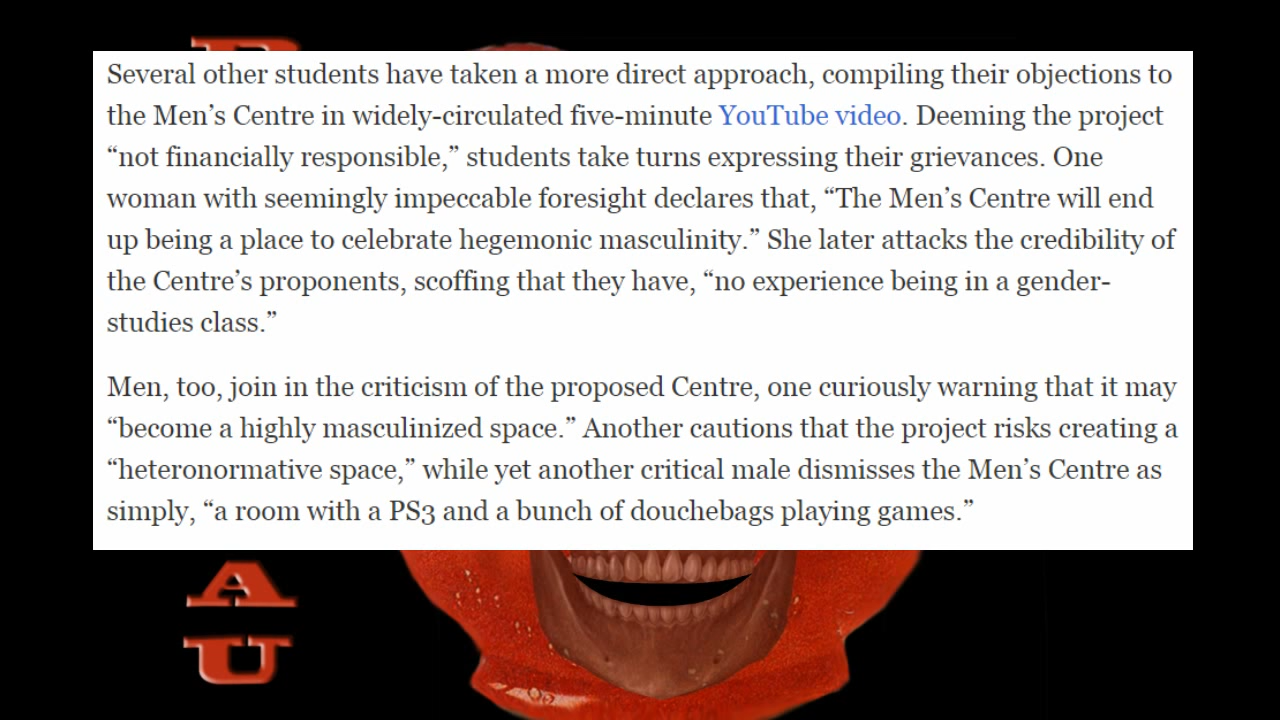 Several other students have taken a more direct approach, compiling their objections to
the Men’s Centre in widely-circulated five-minute YouTube video. Deeming the project
“not financially responsible,” students take turns expressing their grievances. One
woman with seemingly impeccable foresight declares that, “The Men’s Centre will end
up being a place to celebrate hegemonic masculinity.” She later attacks the credibility of
the Centre’s proponents, scoffing that they have, “no experience being in a gender-
studies class.”
Men, too, join in the criticism of the proposed Centre, one curiously warning that it may
“become a highly masculinized space.” Another cautions that the project risks creating a
“heteronormative space,” while yet another critical male dismisses the Men’s Centre as
simply, “a room with a PS3 and a bunch of douchebags playing games.”
A
U